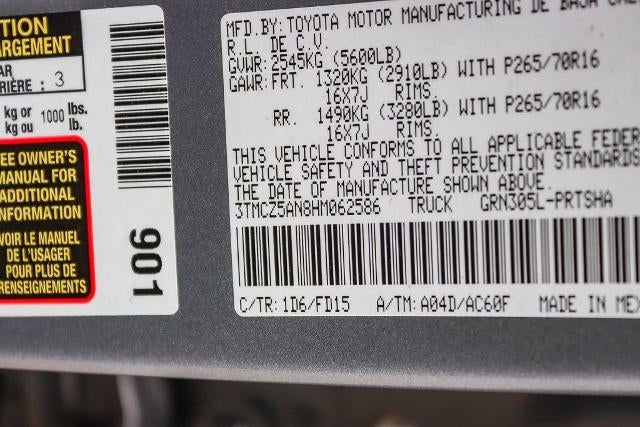 TION
ARGEMENT
AR
RIÈRE : 3
kg or 1000 lbs.
kg ou lb.
EE OWNER'S
MANUAL FOR
ADDITIONAL
INFORMATION
VOIR LE MANUEL
DE L'USAGER
POUR PLUS DE
RENSEIGNEMENTS
901
MFD.BY: TOYOTA MOTOR MANUFACTURING DE BAJA CAL
R.L. DE C.V.
GVWR:2545KG (5600LB)
GAWR:FRT. 1320KG (2910LB) WITH P265/70R16
16X7J RIMS.
RR. 1490KG (3280LB) WITH P265/70R16
16X7J RIMS.
THIS VEHICLE CONFORMS TO ALL APPLICABLE FEDER
VEHICLE SAFETY AND THEFT PREVENTION STANDARDS
THE DATE OF MANUFACTURE SHOWN ABOVE.
3TMCZ5AN8HM062586 TRUCK GRN305L-PRTSHA
C/TR: 1D6/FD15 A/TM: A04D/AC60F MADE IN MEX